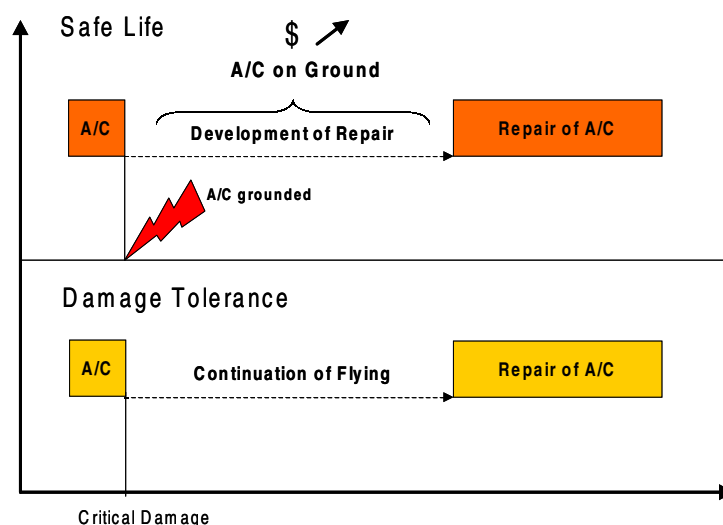 Safe Life
$
A/C on Ground
A/C
Development of Repair
Repair of A/C
A/C grounded
Damage Tolerance
A/C
Continuation of Flying
Repair of A/C
Critical Damage